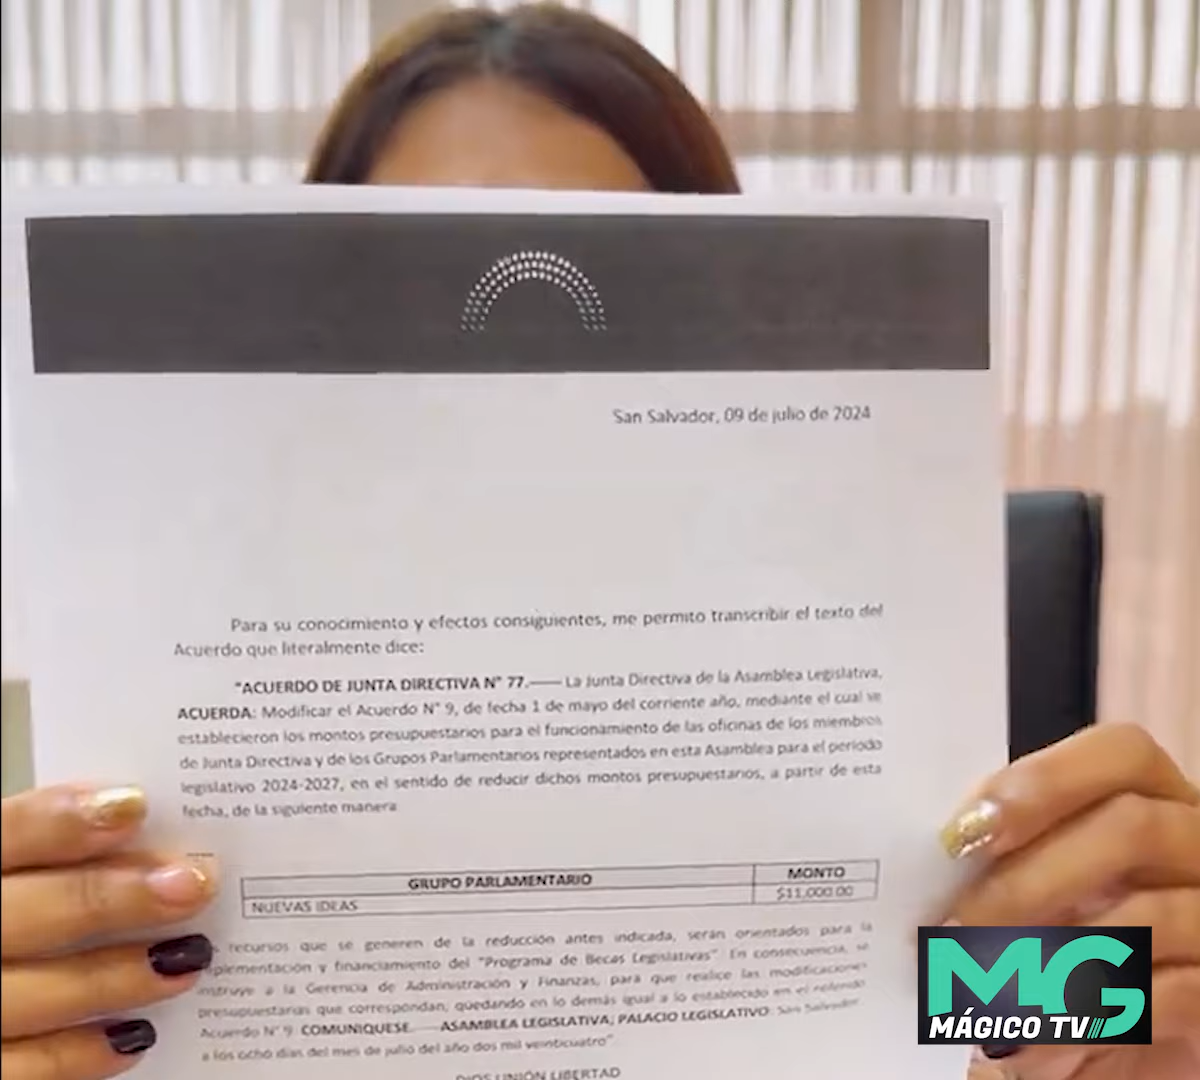 San Salvador, 09 de julio de 2024
Para su conocimiento y efectos consiguientes, me permito transcribir el texto del
Acuerdo que literalmente dice:
"ACUERDO DE JUNTA DIRECTIVA N° 77.—— La Junta Directiva de la Asamblea Legislativa,
ACUERDA: Modificar el Acuerdo N° 9, de fecha 1 de mayo del corriente año, mediante el cual se
establecieron los montos presupuestarios para el funcionamiento de las oficinas de los miembros
de Junta Directiva y de los Grupos Parlamentarios representados en esta Asamblea para el período
legislativo 2024-2027, en el sentido de reducir dichos montos presupuestarios, a partir de esta
fecha, de la siguiente manera
GRUPO PARLAMENTARIO MONTO
NUEVAS IDEAS $11,000.00
recursos que se generen de la reducción antes indicada, serán orientados para la
plementación y financiamiento del "Programa de Becas Legislativas". En consecuencia, se
nstruye a la Gerencia de Administración y Finanzas, para que realice las modificaciones
presupuestarias que correspondan, quedando en lo demás igual a lo establecido en el referido
Acuerdo N° 9. COMUNIQUESE.—— ASAMBLEA LEGISLATIVA; PALACIO LEGISLATIVO: San Salvador
a los ocho días del mes de julio del año dos mil veinticuatro"
DIOS UNIÓN LIBERTAD
MG
MÁGICO TV